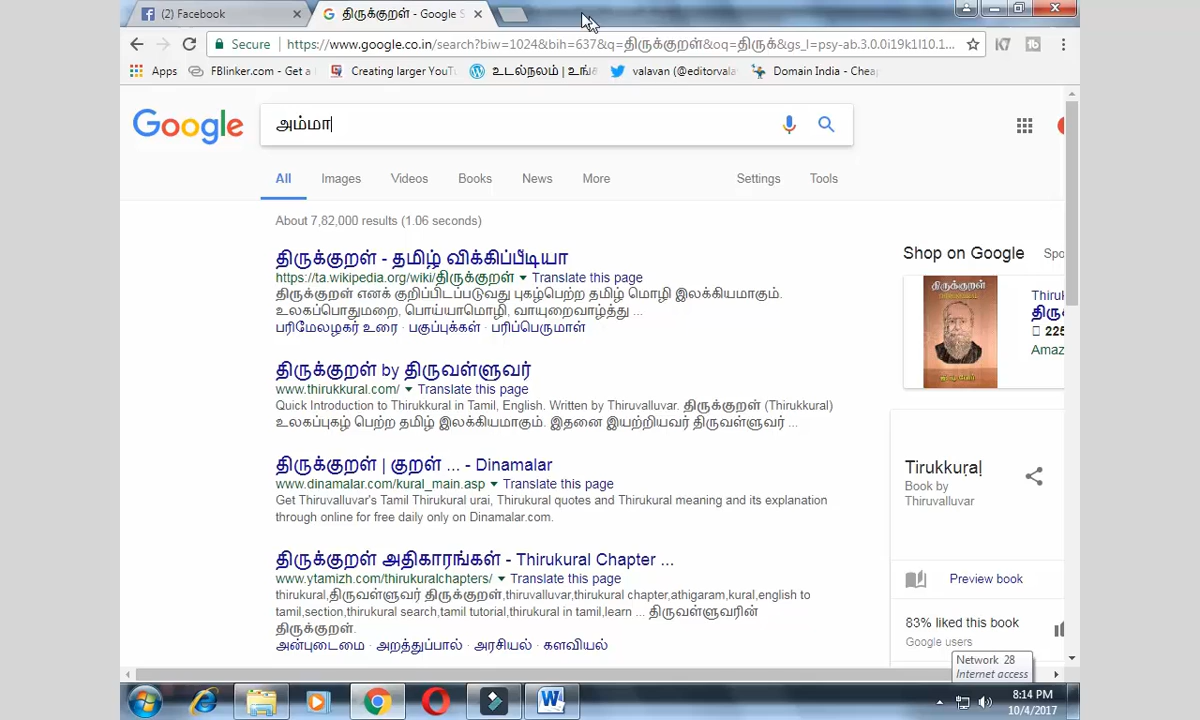 (2) Facebook
திருக்குறள் - Google S
Secure https://www.google.co.in/search?biw=1024&bih=637&q=திருக்குறள்&oq=திருக்&gs_l=psy-ab.3.0.0i19k1l10.1...
Apps FBlinker.com - Get a Creating larger YouT உடல்நலம் | உங் valavan (@editorvala Domain India - Cheap
Google
அம்மா
All Images Videos Books News More Settings Tools
About 7,82,000 results (1.06 seconds)
திருக்குறள் - தமிழ் விக்கிப்பீடியா
https://ta.wikipedia.org/wiki/திருக்குறள் Translate this page
திருக்குறள் எனக் குறிப்பிடப்படுவது புகழ்பெற்ற தமிழ் மொழி இலக்கியமாகும்.
உலகப்பொதுமறை, பொய்யாமொழி, வாயுறைவாழ்த்து ...
பரிமேலழகர் உரை · பகுப்புக்கள் · பரிப்பெருமாள்
திருக்குறள் by திருவள்ளுவர்
www.thirukkural.com/ Translate this page
Quick Introduction to Thirukkural in Tamil, English. Written by Thiruvalluvar. திருக்குறள் (Thirukkural)
உலகப்புகழ் பெற்ற தமிழ் இலக்கியமாகும். இதனை இயற்றியவர் திருவள்ளுவர் ...
திருக்குறள் | குறள் ... - Dinamalar
www.dinamalar.com/kural_main.asp Translate this page
Get Thiruvalluvar's Tamil Thirukural urai, Thirukural quotes and Thirukural meaning and its explanation
through online for free daily only on Dinamalar.com.
திருக்குறள் அதிகாரங்கள் - Thirukural Chapter ...
www.ytamizh.com/thirukuralchapters/ Translate this page
thirukural,திருவள்ளுவர் திருக்குறள்,thiruvalluvar,thirukural chapter,athigaram,kural,english to
tamil,section,thirukural search,tamil tutorial,thirukural in tamil,learn ... திருவள்ளுவரின்
திருக்குறள்.
அன்புடைமை · அறத்துப்பால் · அரசியல் · களவியல்
Shop on Google Spo
திருக்குறள்
Thiruk
திருக்
225
Amaz
Tirukkuṟaḷ
Book by
Thiruvalluvar
Preview book
83% liked this book
Google users
Network 28
Internet access
8:14 PM
10/4/2017